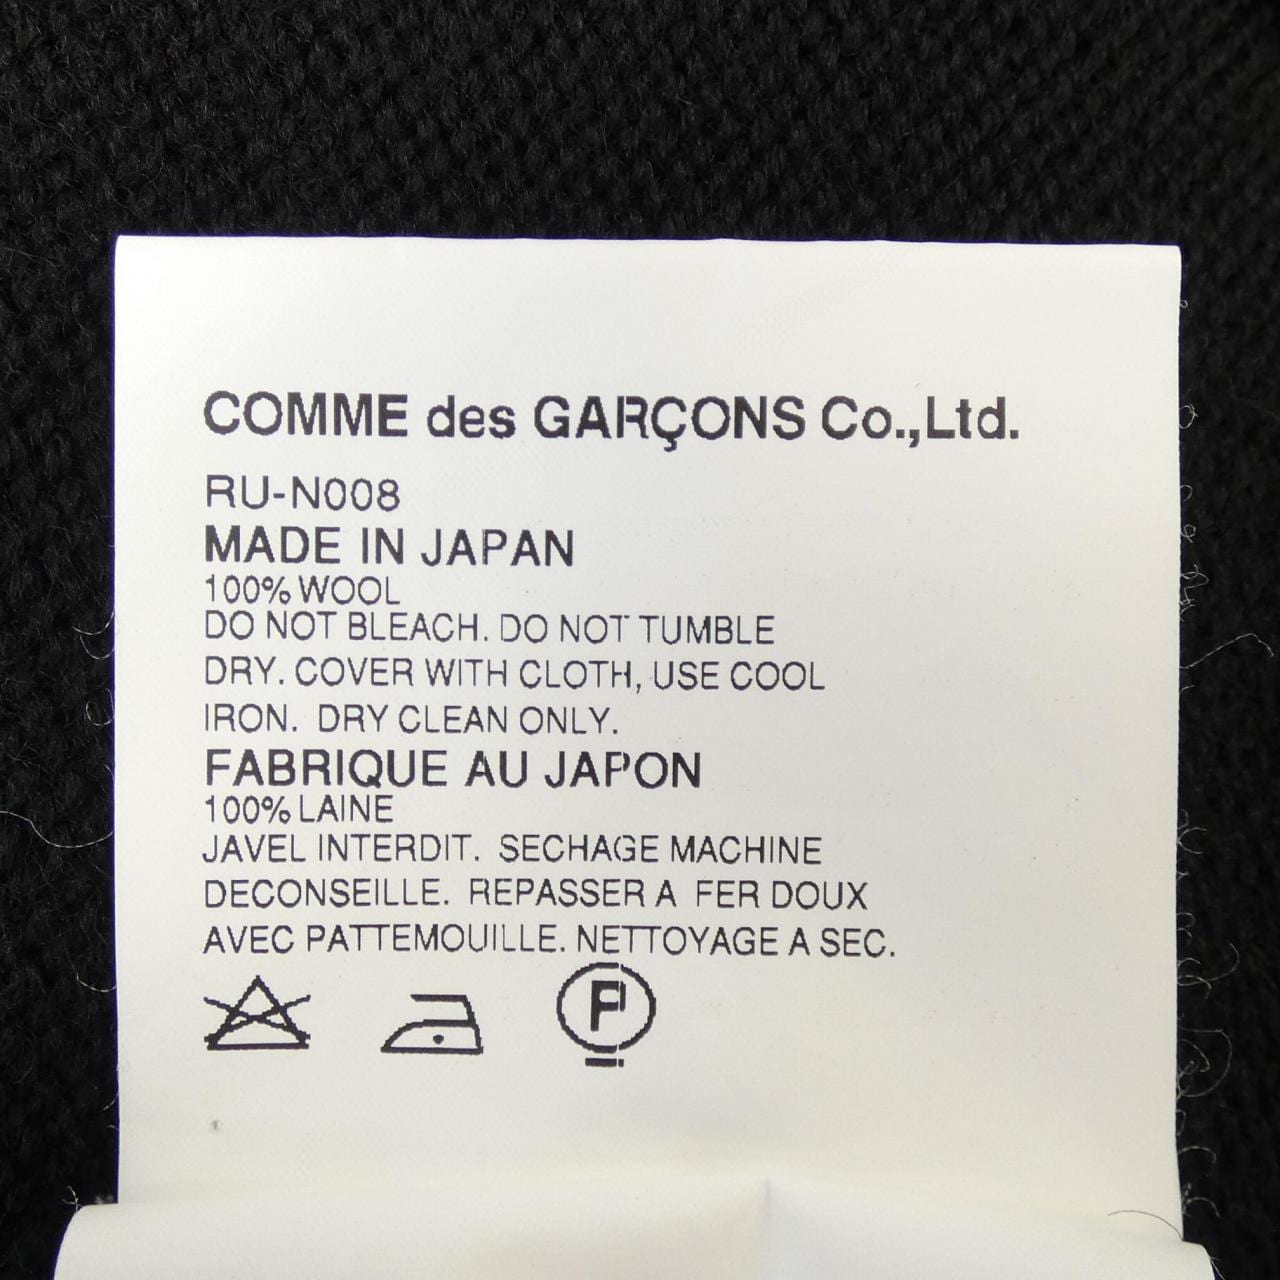 COMME des GARÇONS Co.,Ltd.
RU-N008
MADE IN JAPAN
100% WOOL
DO NOT BLEACH. DO NOT TUMBLE
DRY. COVER WITH CLOTH, USE COOL
IRON. DRY CLEAN ONLY.
FABRIQUE AU JAPON
100% LAINE
JAVEL INTERDIT. SECHAGE MACHINE
DECONSEILLE. REPASSER A FER DOUX
AVEC PATTEMOUILLE. NETTOYAGE A SEC.
P